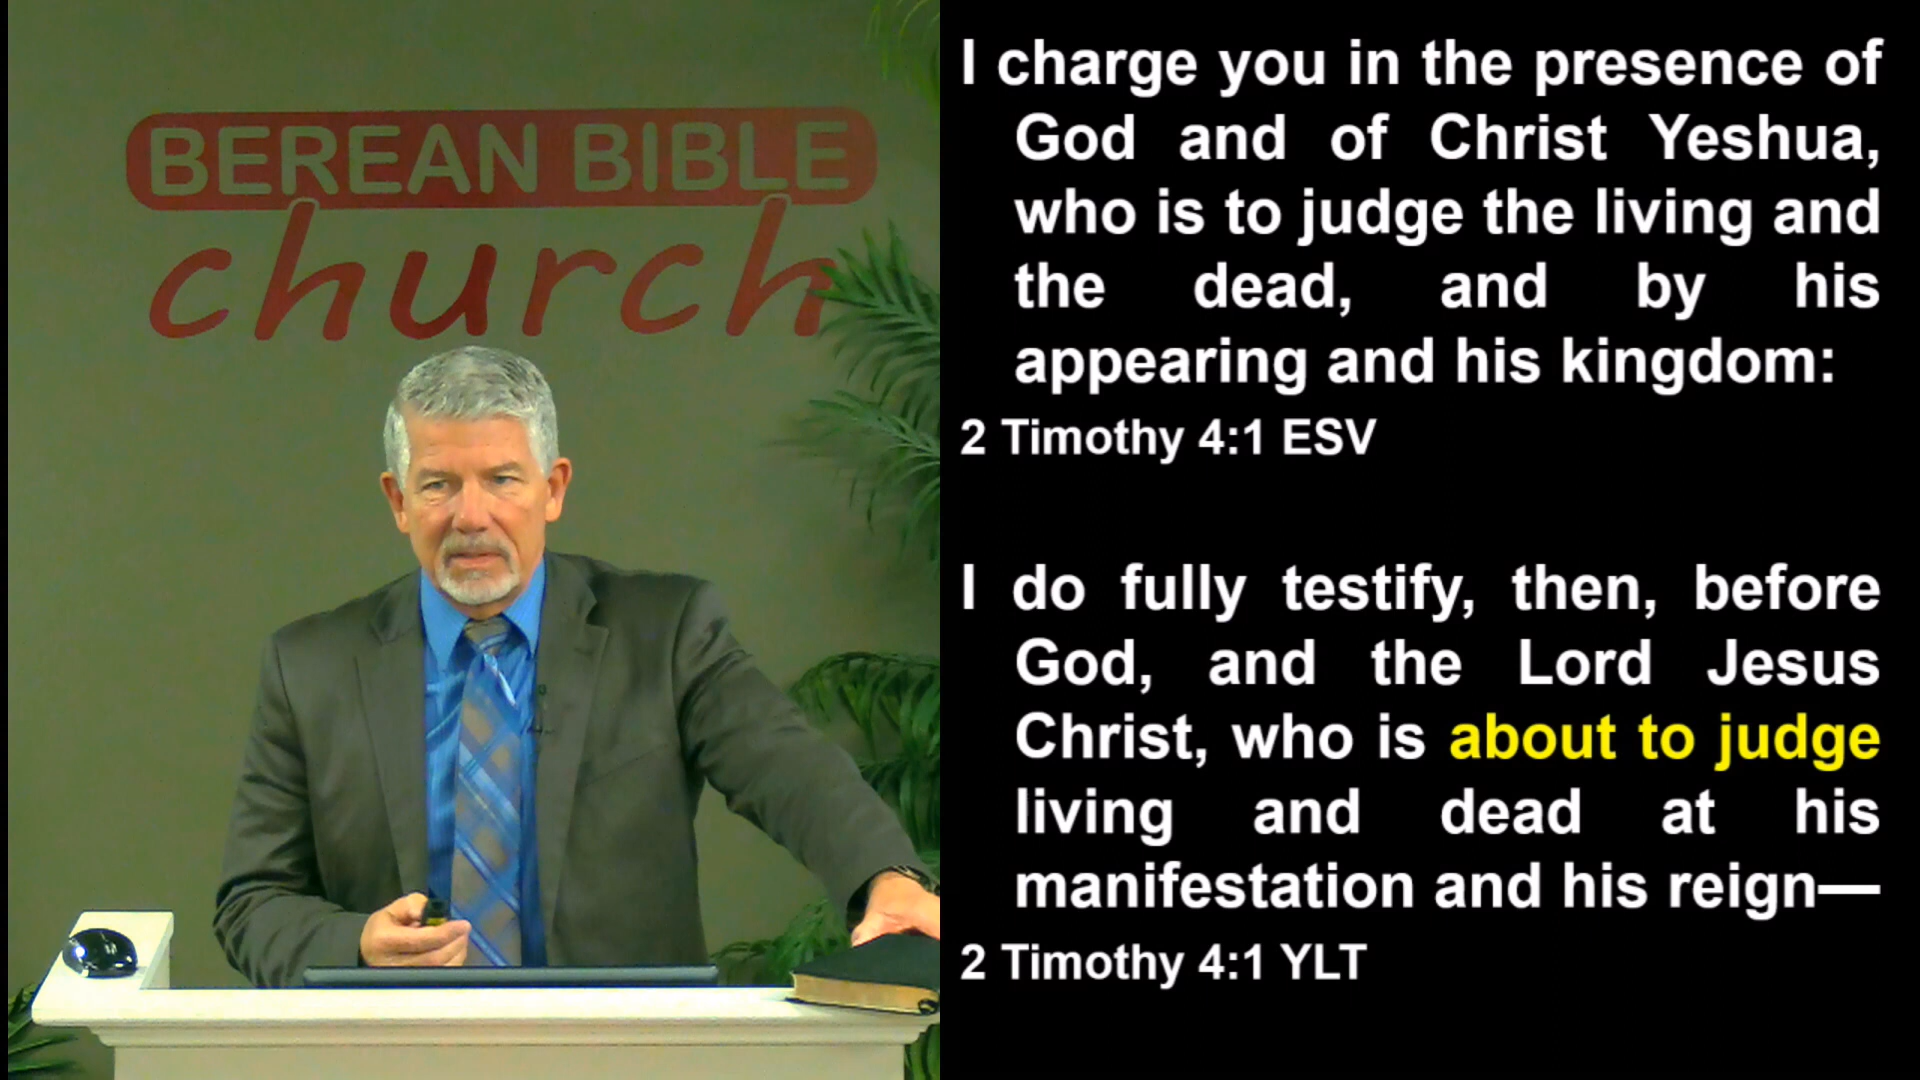 BEREAN BIBLE
church
I charge you in the presence of
God and of Christ Yeshua,
who is to judge the living and
the dead, and by his
appearing and his kingdom:
2 Timothy 4:1 ESV
I do fully testify, then, before
God, and the Lord Jesus
Christ, who is about to judge
living and dead at his
manifestation and his reign—
2 Timothy 4:1 YLT